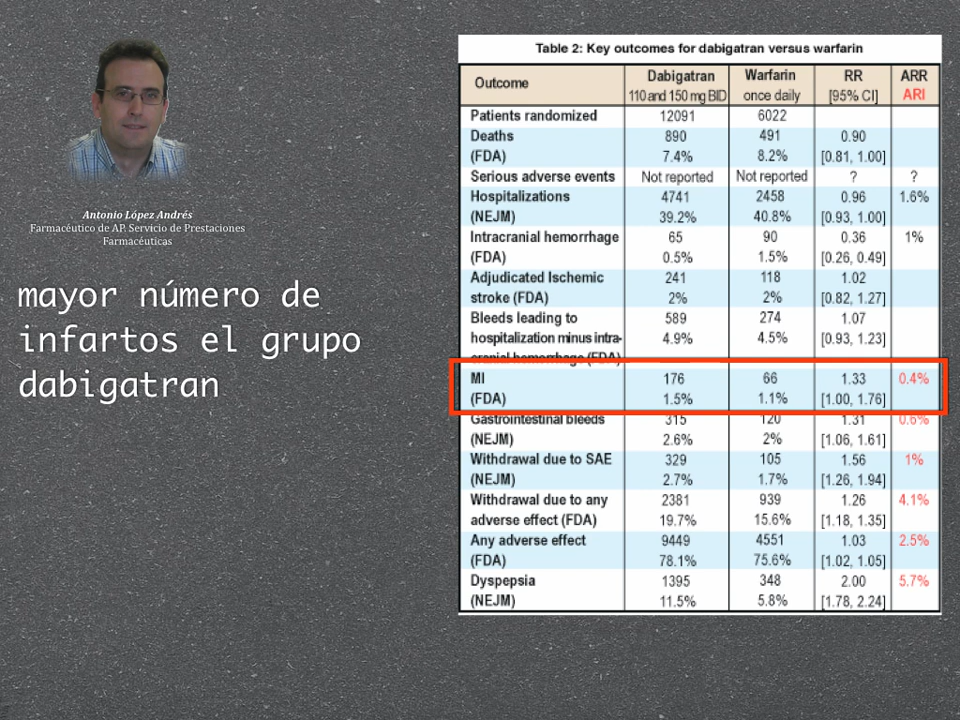 Antonio López Andrés
Farmacéutico de AP. Servicio de Prestaciones
Farmacéuticas
mayor número de
infartos el grupo
dabigatran
Table 2: Key outcomes for dabigatran versus warfarin
Outcome Dabigatran 110 and 150 mg BID Warfarin once daily RR [95% CI] ARR ARI
Patients randomized 12091 6022
Deaths 890 491 0.90
(FDA) 7.4% 8.2% [0.81, 1.00]
Serious adverse events Not reported Not reported ? ?
Hospitalizations 4741 2458 0.96 1.6%
(NEJM) 39.2% 40.8% [0.93, 1.00]
Intracranial hemorrhage 65 90 0.36 1%
(FDA) 0.5% 1.5% [0.26, 0.49]
Adjudicated Ischemic 241 118 1.02
stroke (FDA) 2% 2% [0.82, 1.27]
Bleeds leading to 589 274 1.07
hospitalization minus intra- 4.9% 4.5% [0.93, 1.23]
cranial hemorrhage (FDA)
MI 176 66 1.33 0.4%
(FDA) 1.5% 1.1% [1.00, 1.76]
Gastrointestinal bleeds 315 120 1.31 0.6%
(NEJM) 2.6% 2% [1.06, 1.61]
Withdrawal due to SAE 329 105 1.56 1%
(NEJM) 2.7% 1.7% [1.26, 1.94]
Withdrawal due to any 2381 939 1.26 4.1%
adverse effect (FDA) 19.7% 15.6% [1.18, 1.35]
Any adverse effect 9449 4551 1.03 2.5%
(FDA) 78.1% 75.6% [1.02, 1.05]
Dyspepsia 1395 348 2.00 5.7%
(NEJM) 11.5% 5.8% [1.78, 2.24]